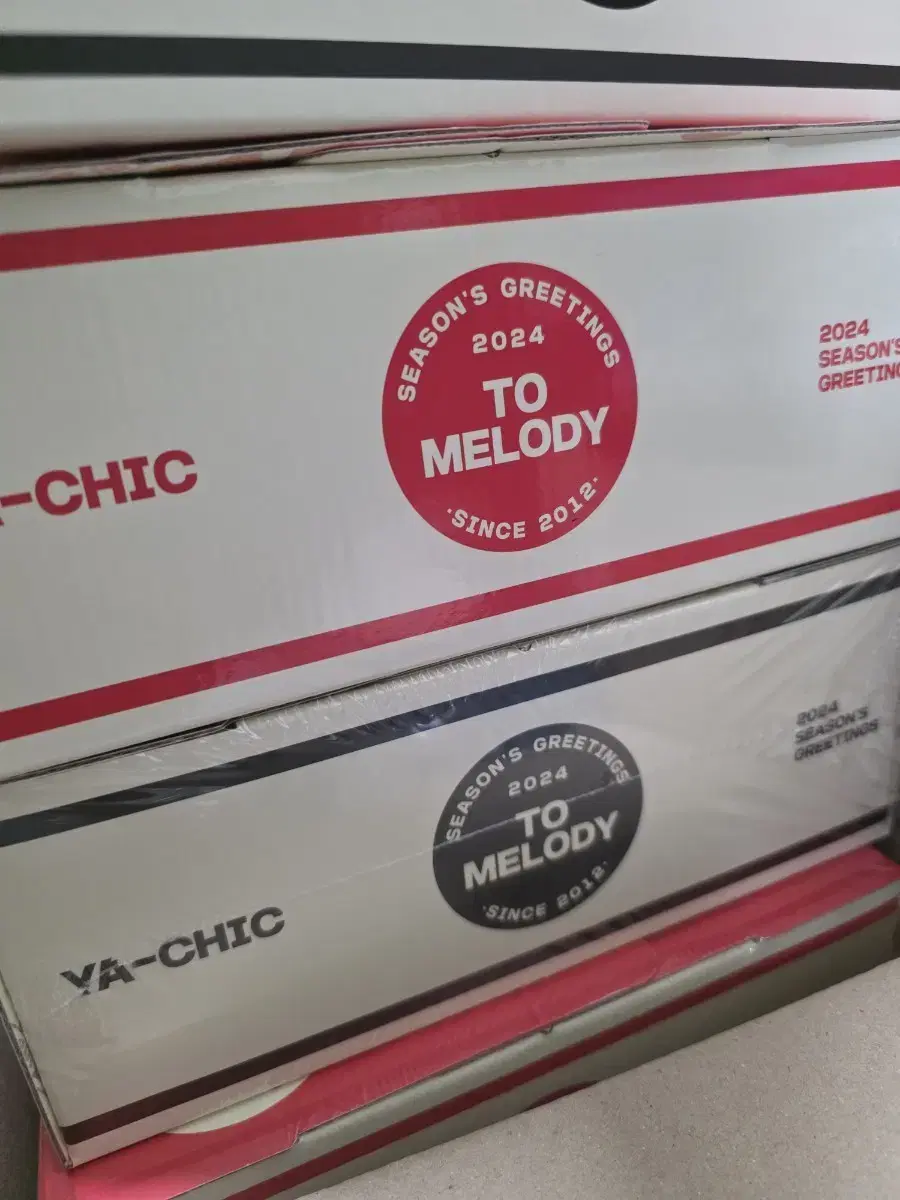 SEASON'S GREETINGS
2024
TO
MELODY
·SINCE 2012·
-CHIC
2024
SEASON'S
GREETIN
SEASON'S GREETINGS
2024
TO
MELODY
·SINCE 2012·
YA-CHIC
2024
SEASON'S
GREETINGS